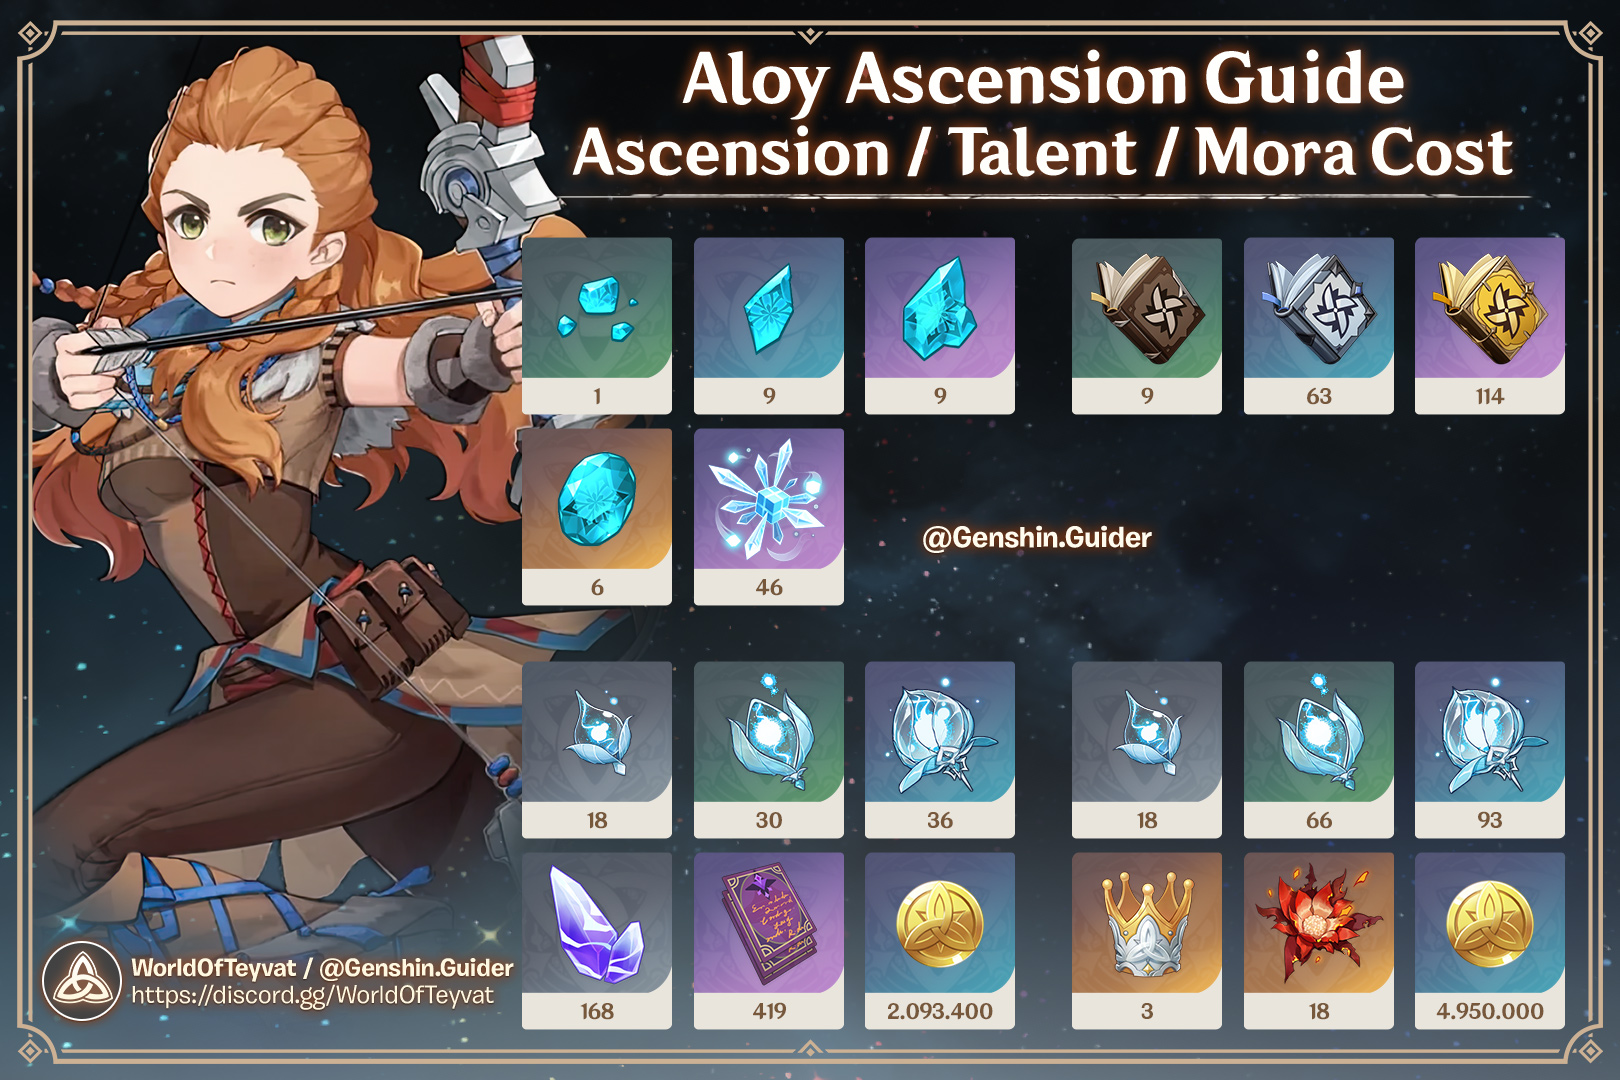 Aloy Ascension Guide
Ascension / Talent / Mora Cost
1 9 9 9 63 114
6 46
@Genshin.Guider
18 30 36 18 66 93
168 419 2.093.400 3 18 4.950.000
WorldOfTeyvat / @Genshin.Guider
https://discord.gg/WorldOfTeyvat